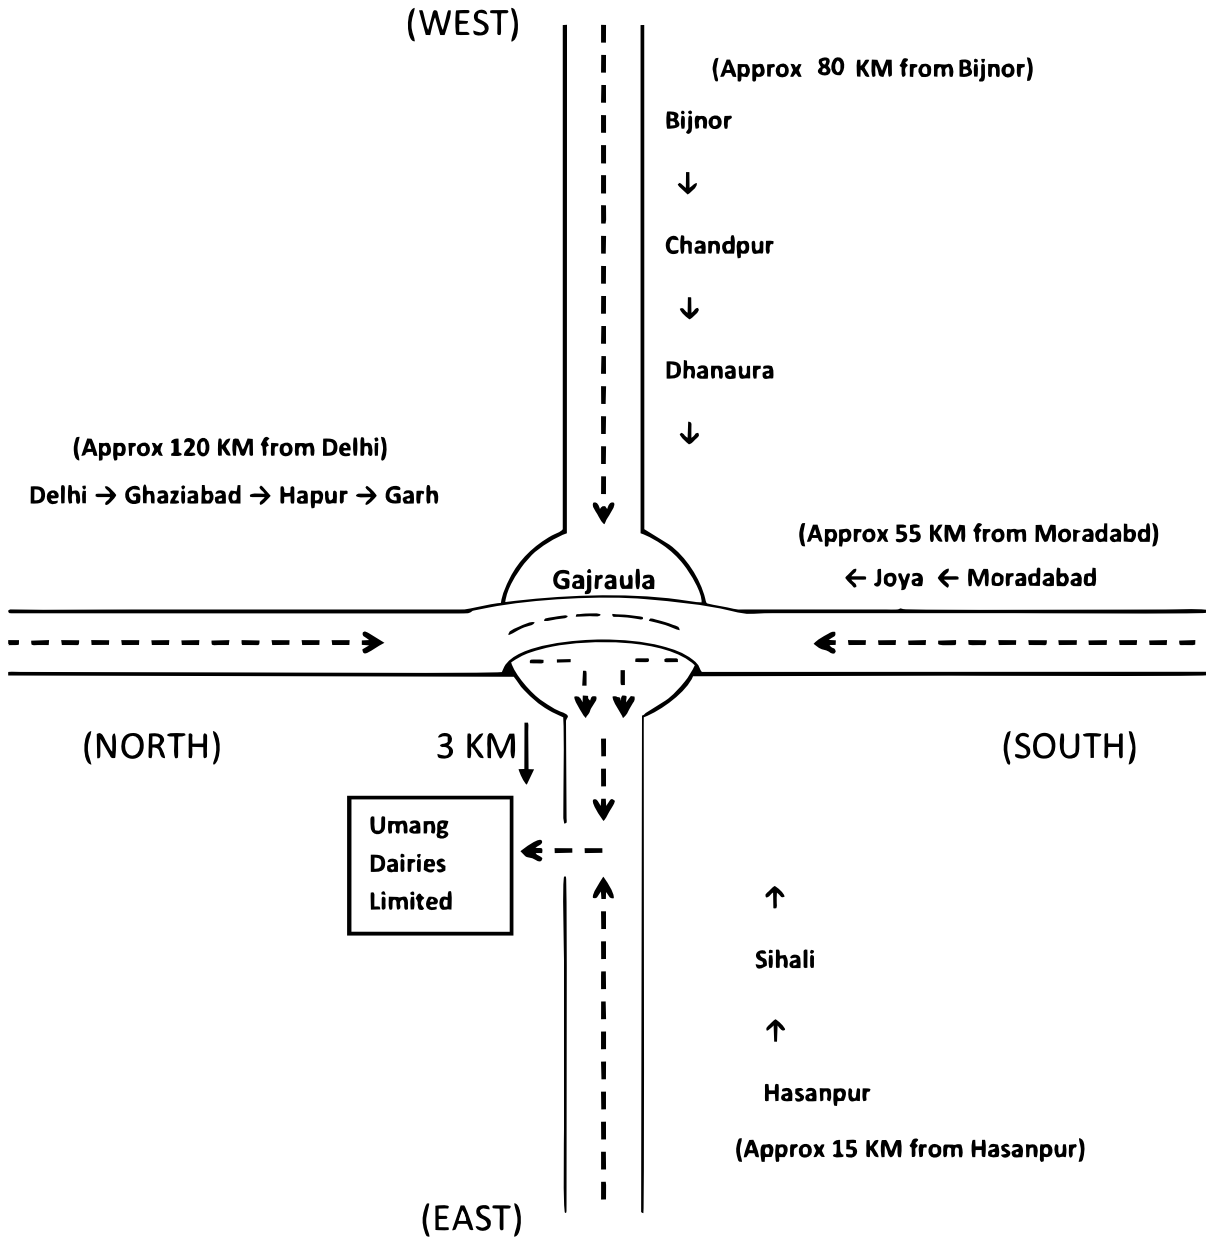 (WEST)
(Approx 80 KM from Bijnor)
Bijnor
↓
Chandpur
↓
Dhanaura
↓
(Approx 120 KM from Delhi)
Delhi → Ghaziabad → Hapur → Garh
(Approx 55 KM from Moradabd)
← Joya ← Moradabad
Gajraula
(NORTH)
3 KM
(SOUTH)
Umang
Dairies
Limited
↑
Sihali
↑
Hasanpur
(Approx 15 KM from Hasanpur)
(EAST)